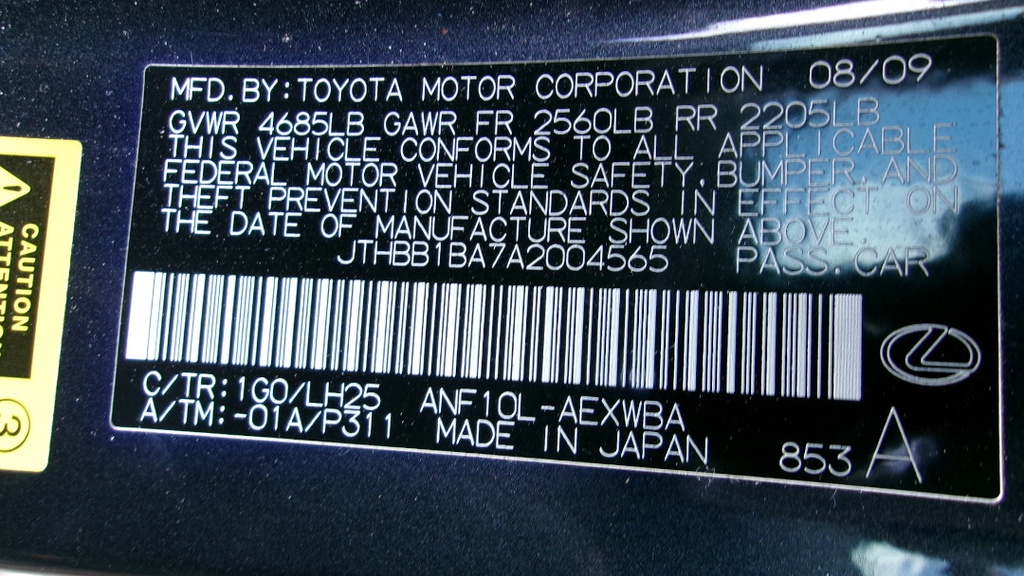 MFD.BY:TOYOTA MOTOR CORPORATION 08/09
GVWR 4685LB GAWR FR 2560LB RR 2205LB
THIS VEHICLE CONFORMS TO ALL APPLICABLE
FEDERAL MOTOR VEHICLE SAFETY,BUMPER,AND
THEFT PREVENTION STANDARDS IN EFFECT ON
THE DATE OF MANUFACTURE SHOWN ABOVE.
JTHBB1BA7A2004565 PASS.CAR
C/TR:1G0/LH25 ANF10L-AEXWBA
A/TM:-01A/P311 MADE IN JAPAN
853 A
CAUTION
3